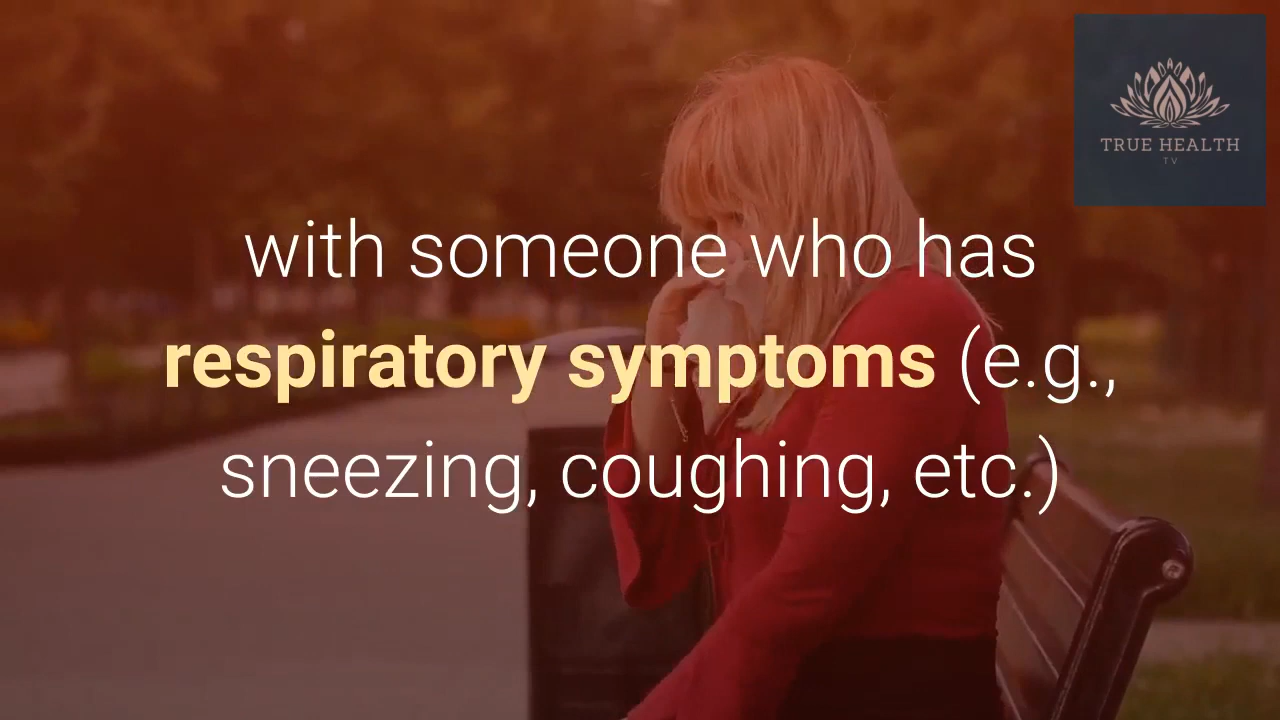 TRUE HEALTH
TV
with someone who has
respiratory symptoms (e.g.,
sneezing, coughing, etc.)